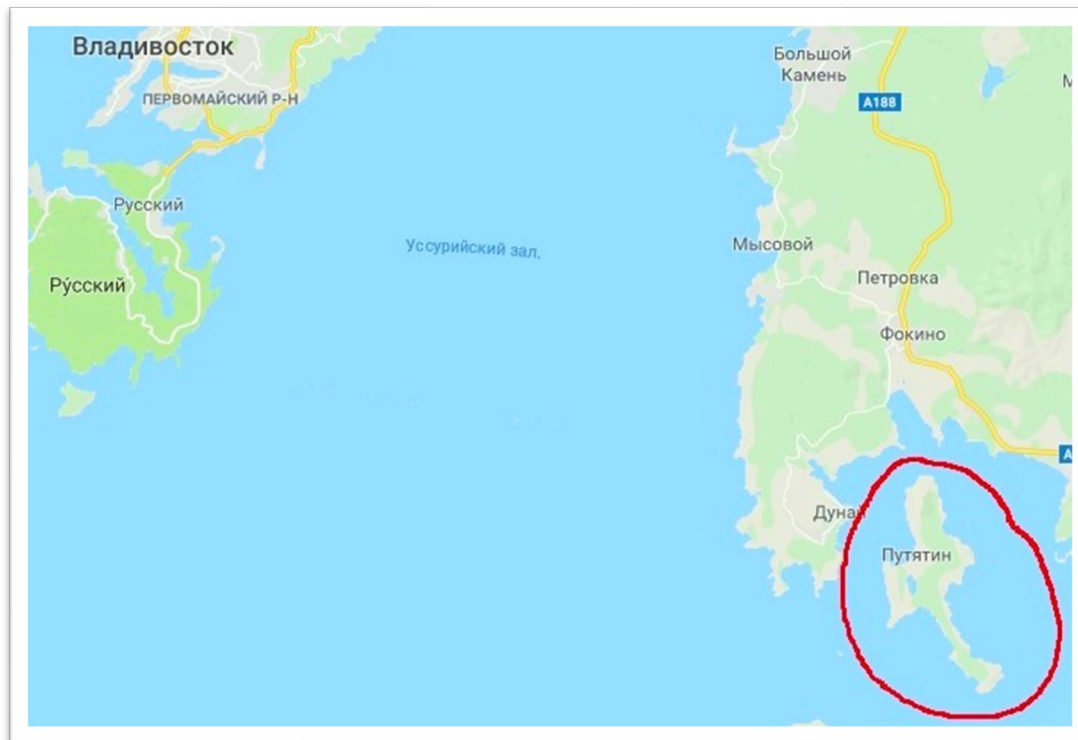 Владивосток
Большой
Камень
ПЕРВОМАЙСКИЙ Р-Н
А188
Русский
Уссурийский зал.
Мысовой
Ру́сский
Петровка
Фокино
Дунай
Путятин